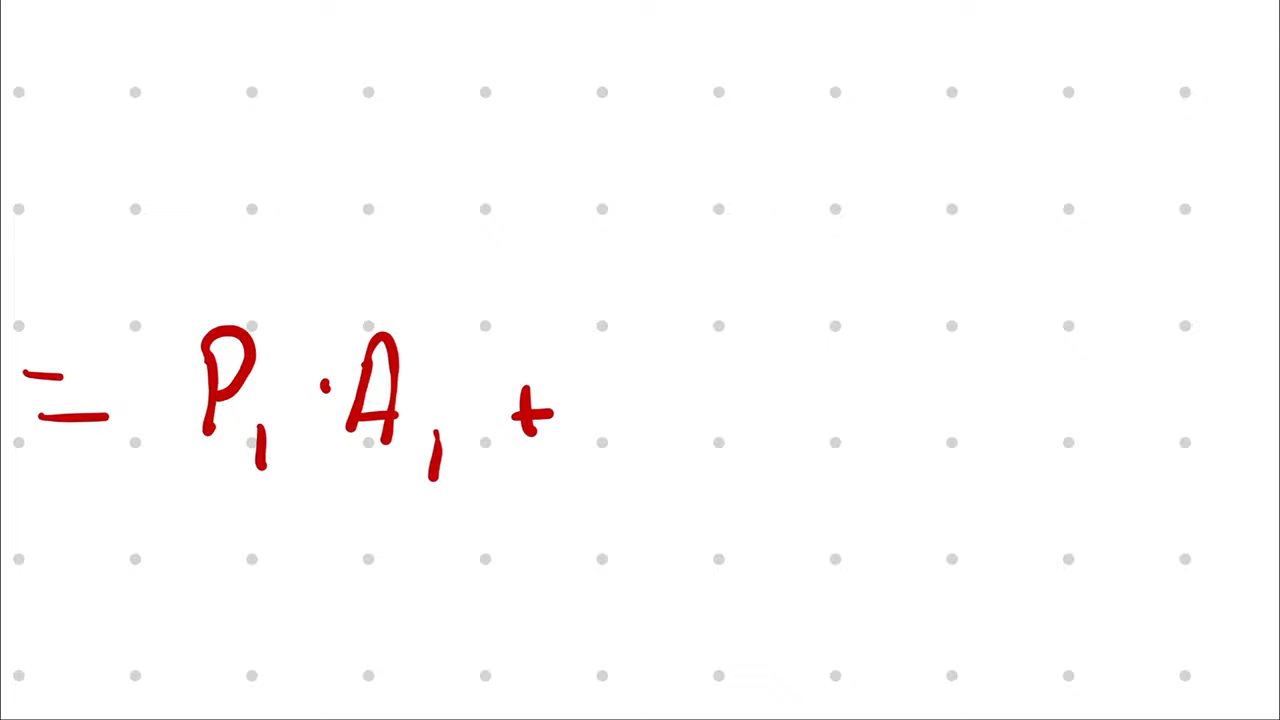 = P₁ · A₁ +